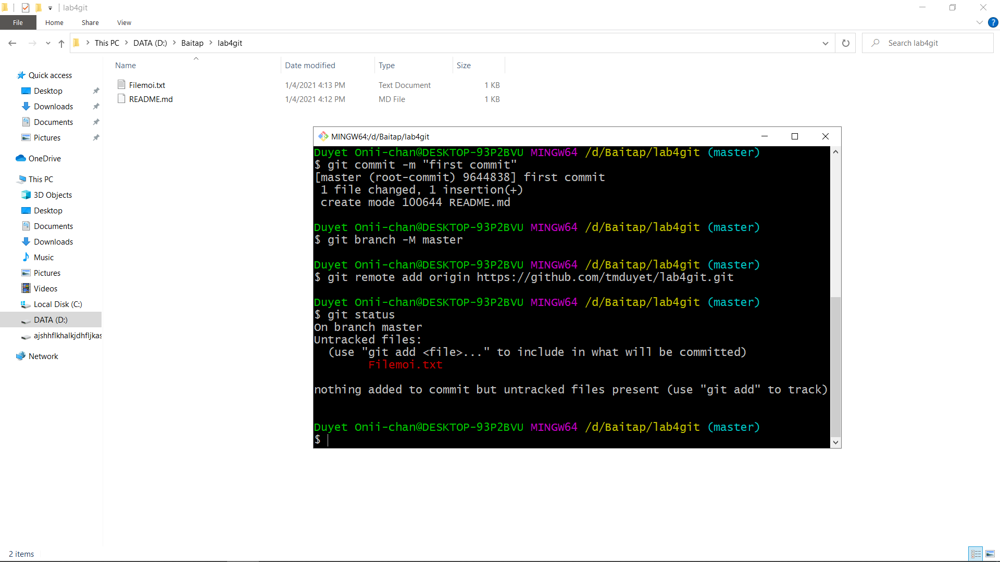 lab4git
File Home Share View
This PC DATA (D:) Baitap lab4git
Search lab4git
Name Date modified Type Size
Filemoi.txt 1/4/2021 4:13 PM Text Document 1 KB
README.md 1/4/2021 4:12 PM MD File 1 KB
Quick access
Desktop
Downloads
Documents
Pictures
OneDrive
This PC
3D Objects
Desktop
Documents
Downloads
Music
Pictures
Videos
Local Disk (C:)
DATA (D:)
ajshhflkhalkjdhfljkas
Network
MINGW64:/d/Baitap/lab4git
Duyet Onii-chan@DESKTOP-93P2BVU MINGW64 /d/Baitap/lab4git (master)
$ git commit -m "first commit"
[master (root-commit) 9644838] first commit
1 file changed, 1 insertion(+)
create mode 100644 README.md
Duyet Onii-chan@DESKTOP-93P2BVU MINGW64 /d/Baitap/lab4git (master)
$ git branch -M master
Duyet Onii-chan@DESKTOP-93P2BVU MINGW64 /d/Baitap/lab4git (master)
$ git remote add origin https://github.com/tmduyet/lab4git.git
Duyet Onii-chan@DESKTOP-93P2BVU MINGW64 /d/Baitap/lab4git (master)
$ git status
On branch master
Untracked files:
(use "git add <file>..." to include in what will be committed)
Filemoi.txt
nothing added to commit but untracked files present (use "git add" to track)
Duyet Onii-chan@DESKTOP-93P2BVU MINGW64 /d/Baitap/lab4git (master)
$
2 items